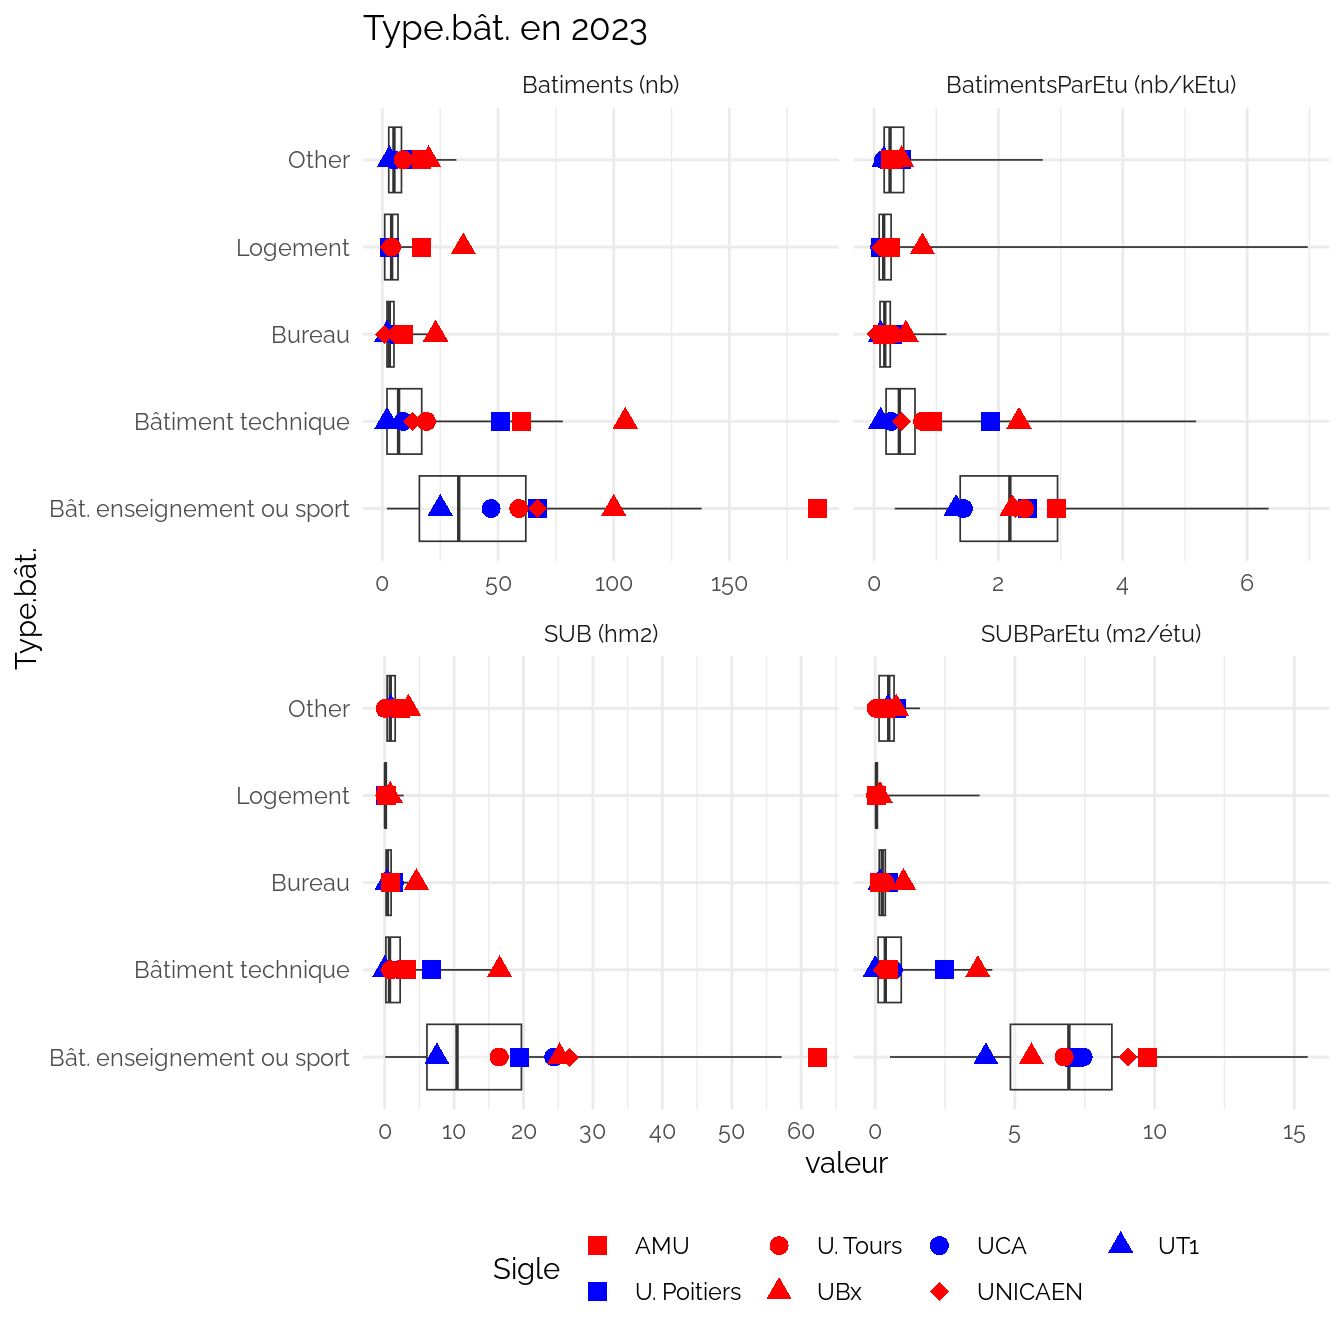 Type.bât. en 2023
Batiments (nb)
BatimentsParEtu (nb/kEtu)
Other
Logement
Bureau
Bâtiment technique
Bât. enseignement ou sport
0 50 100 150
0 2 4 6
Type.bât.
SUB (hm2)
SUBParEtu (m2/étu)
Other
Logement
Bureau
Bâtiment technique
Bât. enseignement ou sport
0 10 20 30 40 50 60
0 5 10 15
valeur
Sigle
AMU U. Tours UCA UT1
U. Poitiers UBx UNICAEN